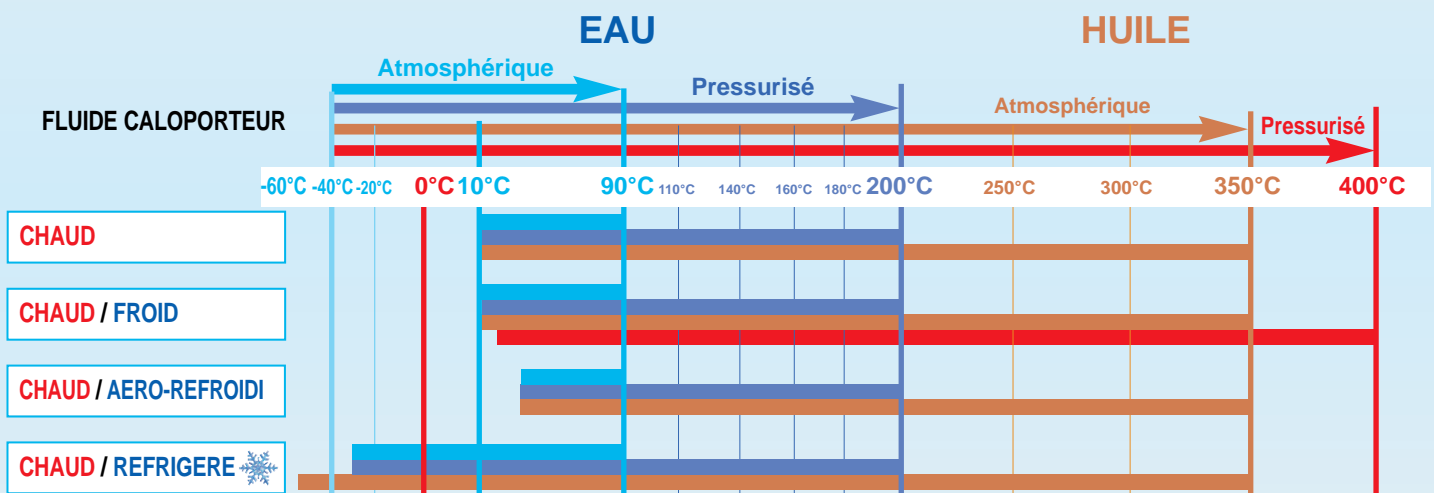 EAU HUILE
Atmosphérique
Pressurisé
Atmosphérique
FLUIDE CALOPORTEUR
Pressurisé
-60°C -40°C -20°C 0°C 10°C 90°C 110°C 140°C 160°C 180°C 200°C 250°C 300°C 350°C 400°C
CHAUD
CHAUD / FROID
CHAUD / AERO-REFROIDI
CHAUD / REFRIGERE